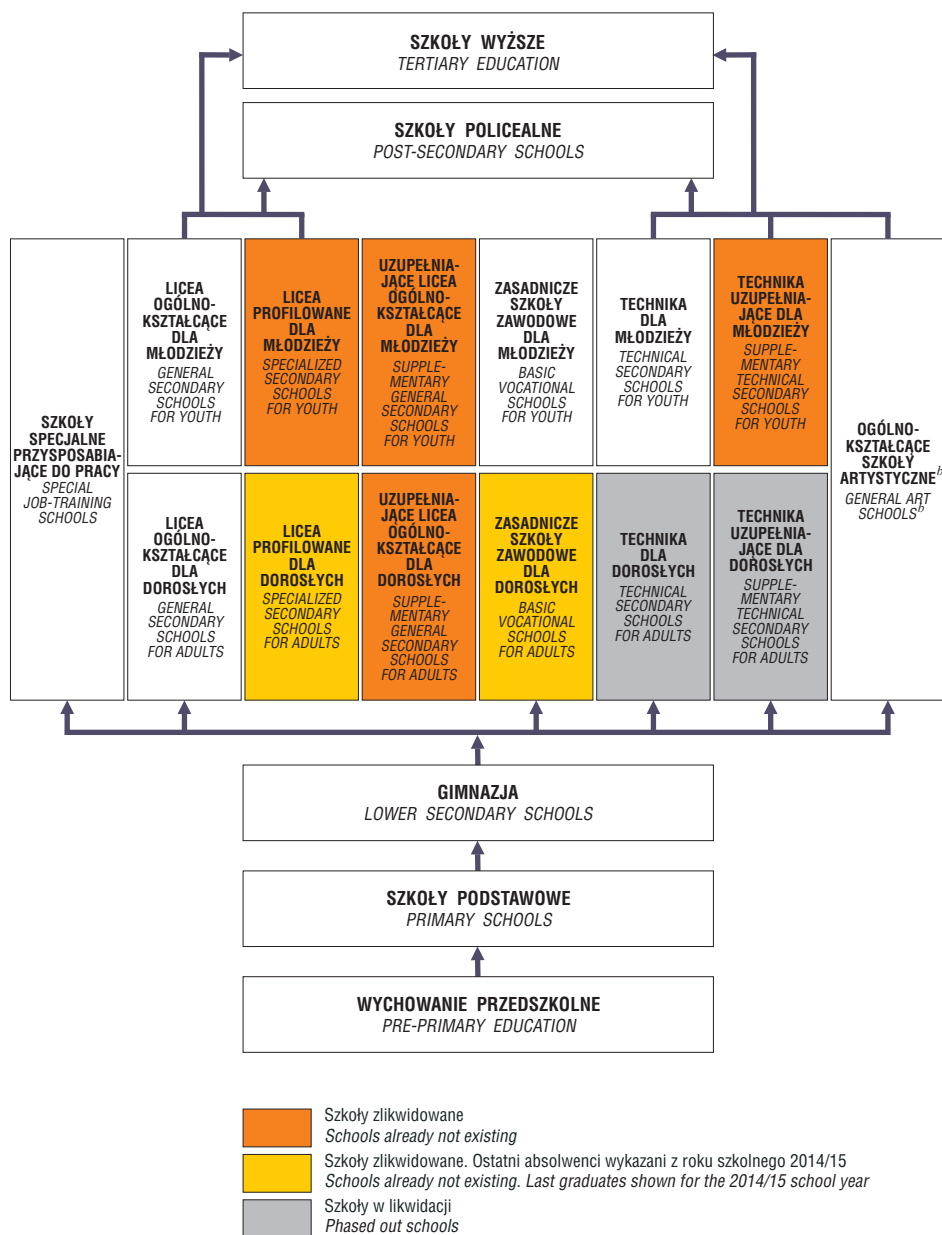 SZKOŁY WYŻSZE
TERTIARY EDUCATION
SZKOŁY POLICEALNE
POST-SECONDARY SCHOOLS
SZKOŁY
SPECJALNE
PRZYSPOSABIA-
JĄCE DO PRACY
SPECIAL
JOB-TRAINING
SCHOOLS
LICEA
OGÓLNO-
KSZTAŁCĄCE
DLA
MŁODZIEŻY
GENERAL
SECONDARY
SCHOOLS
FOR YOUTH
LICEA
PROFILOWANE
DLA
MŁODZIEŻY
SPECIALIZED
SECONDARY
SCHOOLS
FOR YOUTH
UZUPEŁNIA-
JĄCE LICEA
OGÓLNO-
KSZTAŁCĄCE
DLA
MŁODZIEŻY
SUPPLE-
MENTARY
GENERAL
SECONDARY
SCHOOLS
FOR YOUTH
ZASADNICZE
SZKOŁY
ZAWODOWE
DLA
MŁODZIEŻY
BASIC
VOCATIONAL
SCHOOLS
FOR YOUTH
TECHNIKA
DLA
MŁODZIEŻY
TECHNICAL
SECONDARY
SCHOOLS
FOR YOUTH
TECHNIKA
UZUPEŁNIA-
JĄCE DLA
MŁODZIEŻY
SUPPLE-
MENTARY
TECHNICAL
SECONDARY
SCHOOLS
FOR YOUTH
OGÓLNO-
KSZTAŁCĄCE
SZKOŁY
ARTYSTYCZNE b
GENERAL ART
SCHOOLS b
LICEA
OGÓLNO-
KSZTAŁCĄCE
DLA
DOROSŁYCH
GENERAL
SECONDARY
SCHOOLS
FOR ADULTS
LICEA
PROFILOWANE
DLA
DOROSŁYCH
SPECIALIZED
SECONDARY
SCHOOLS
FOR ADULTS
UZUPEŁNIA-
JĄCE LICEA
OGÓLNO-
KSZTAŁCĄCE
DLA
DOROSŁYCH
SUPPLE-
MENTARY
GENERAL
SECONDARY
SCHOOLS
FOR ADULTS
ZASADNICZE
SZKOŁY
ZAWODOWE
DLA
DOROSŁYCH
BASIC
VOCATIONAL
SCHOOLS
FOR ADULTS
TECHNIKA
DLA
DOROSŁYCH
TECHNICAL
SECONDARY
SCHOOLS
FOR ADULTS
TECHNIKA
UZUPEŁNIA-
JĄCE DLA
DOROSŁYCH
SUPPLE-
MENTARY
TECHNICAL
SECONDARY
SCHOOLS
FOR ADULTS
GIMNAZJA
LOWER SECONDARY SCHOOLS
SZKOŁY PODSTAWOWE
PRIMARY SCHOOLS
WYCHOWANIE PRZEDSZKOLNE
PRE-PRIMARY EDUCATION
Szkoły zlikwidowane
Schools already not existing
Szkoły zlikwidowane. Ostatni absolwenci wykazani z roku szkolnego 2014/15
Schools already not existing. Last graduates shown for the 2014/15 school year
Szkoły w likwidacji
Phased out schools